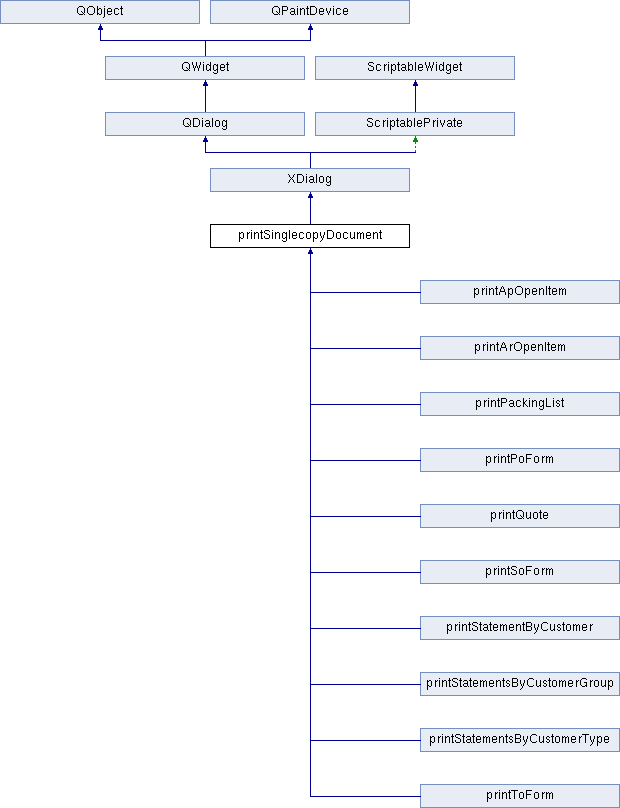 QObject
QPaintDevice
QWidget
ScriptableWidget
QDialog
ScriptablePrivate
XDialog
printSinglecopyDocument
printApOpenItem
printArOpenItem
printPackingList
printPoForm
printQuote
printSoForm
printStatementByCustomer
printStatementsByCustomerGroup
printStatementsByCustomerType
printToForm